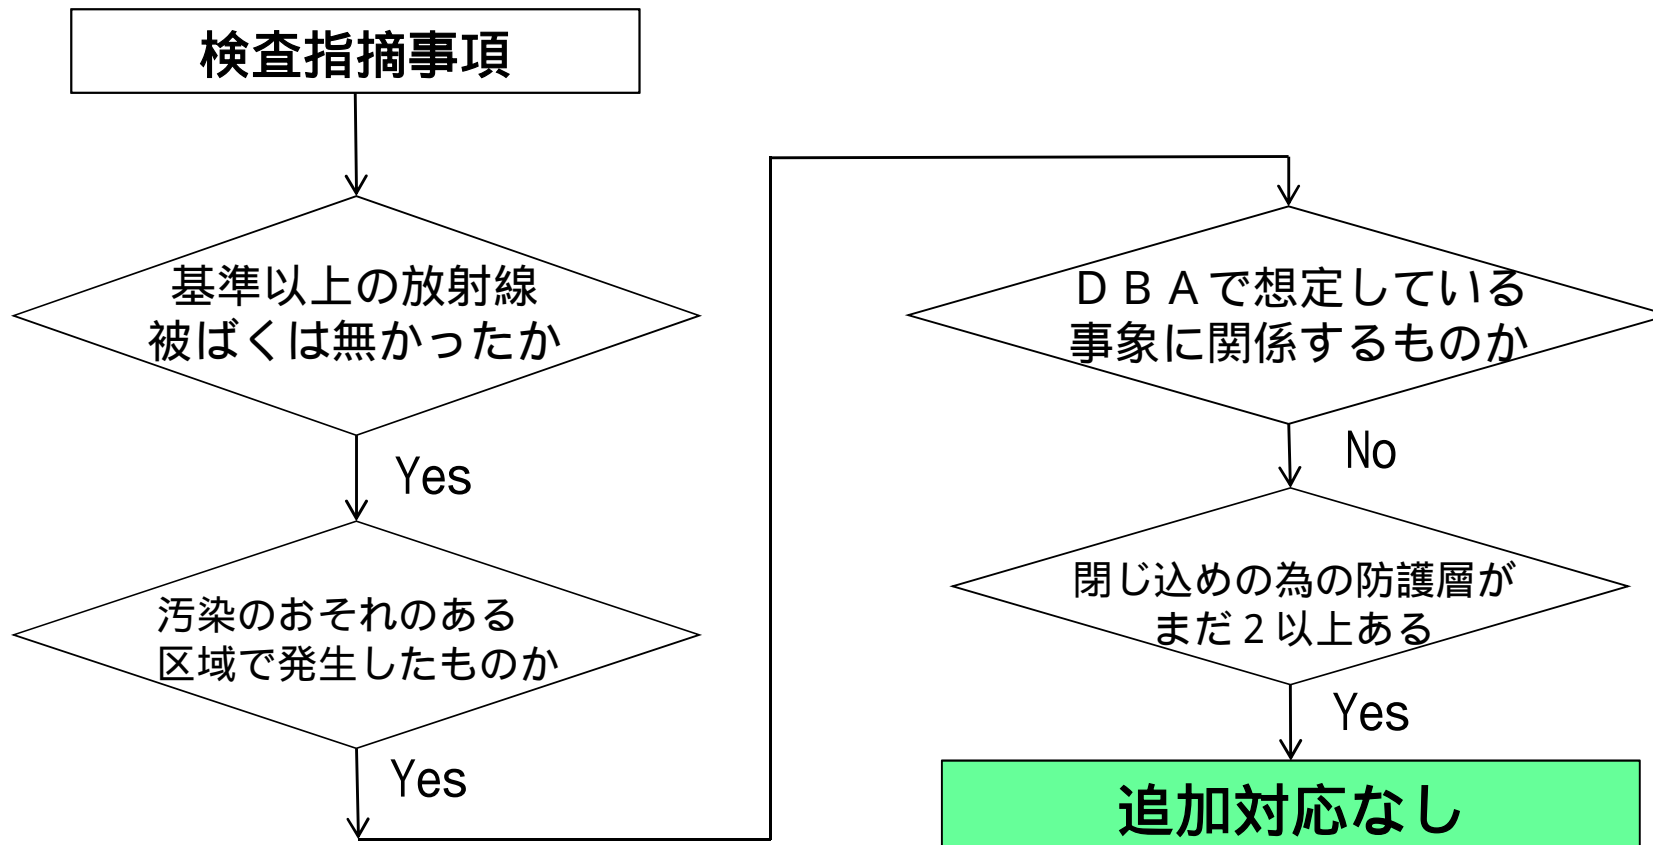 検査指摘事項
基準以上の放射線
被ばくは無かったか
Yes
汚染のおそれのある
区域で発生したものか
Yes
ＤＢＡで想定している
事象に関係するものか
No
閉じ込めの為の防護層が
まだ２以上ある
Yes
追加対応なし